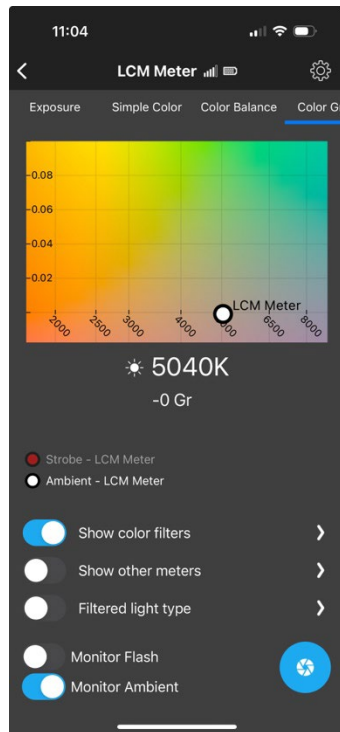 11:04
LCM Meter
Exposure Simple Color Color Balance Color G
-0.08
-0.06
-0.04
-0.02
LCM Meter
2000 2500 3000 4000 6500 8000
5040K
-0 Gr
Strobe - LCM Meter
Ambient - LCM Meter
Show color filters
Show other meters
Filtered light type
Monitor Flash
Monitor Ambient